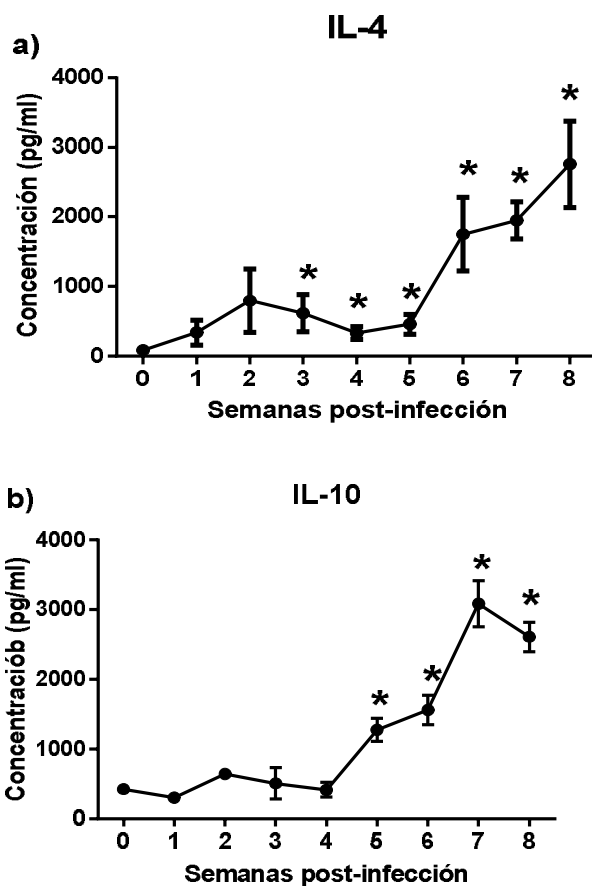 IL-4
a)
Concentración (pg/ml)
4000
3000
2000
1000
0
* * * * * *
0 1 2 3 4 5 6 7 8
Semanas post-infección
IL-10
b)
Concentraciób (pg/ml)
4000
3000
2000
1000
0
* * * *
0 1 2 3 4 5 6 7 8
Semanas post-infección